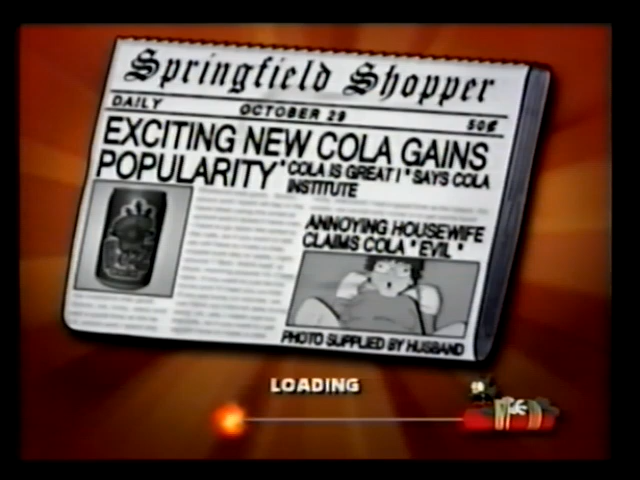 Springfield Shopper
DAILY OCTOBER 29 50¢
EXCITING NEW COLA GAINS
POPULARITY "COLA IS GREAT!" SAYS COLA
INSTITUTE
ANNOYING HOUSEWIFE
CLAIMS COLA "EVIL"
PHOTO SUPPLIED BY HUSBAND
LOADING